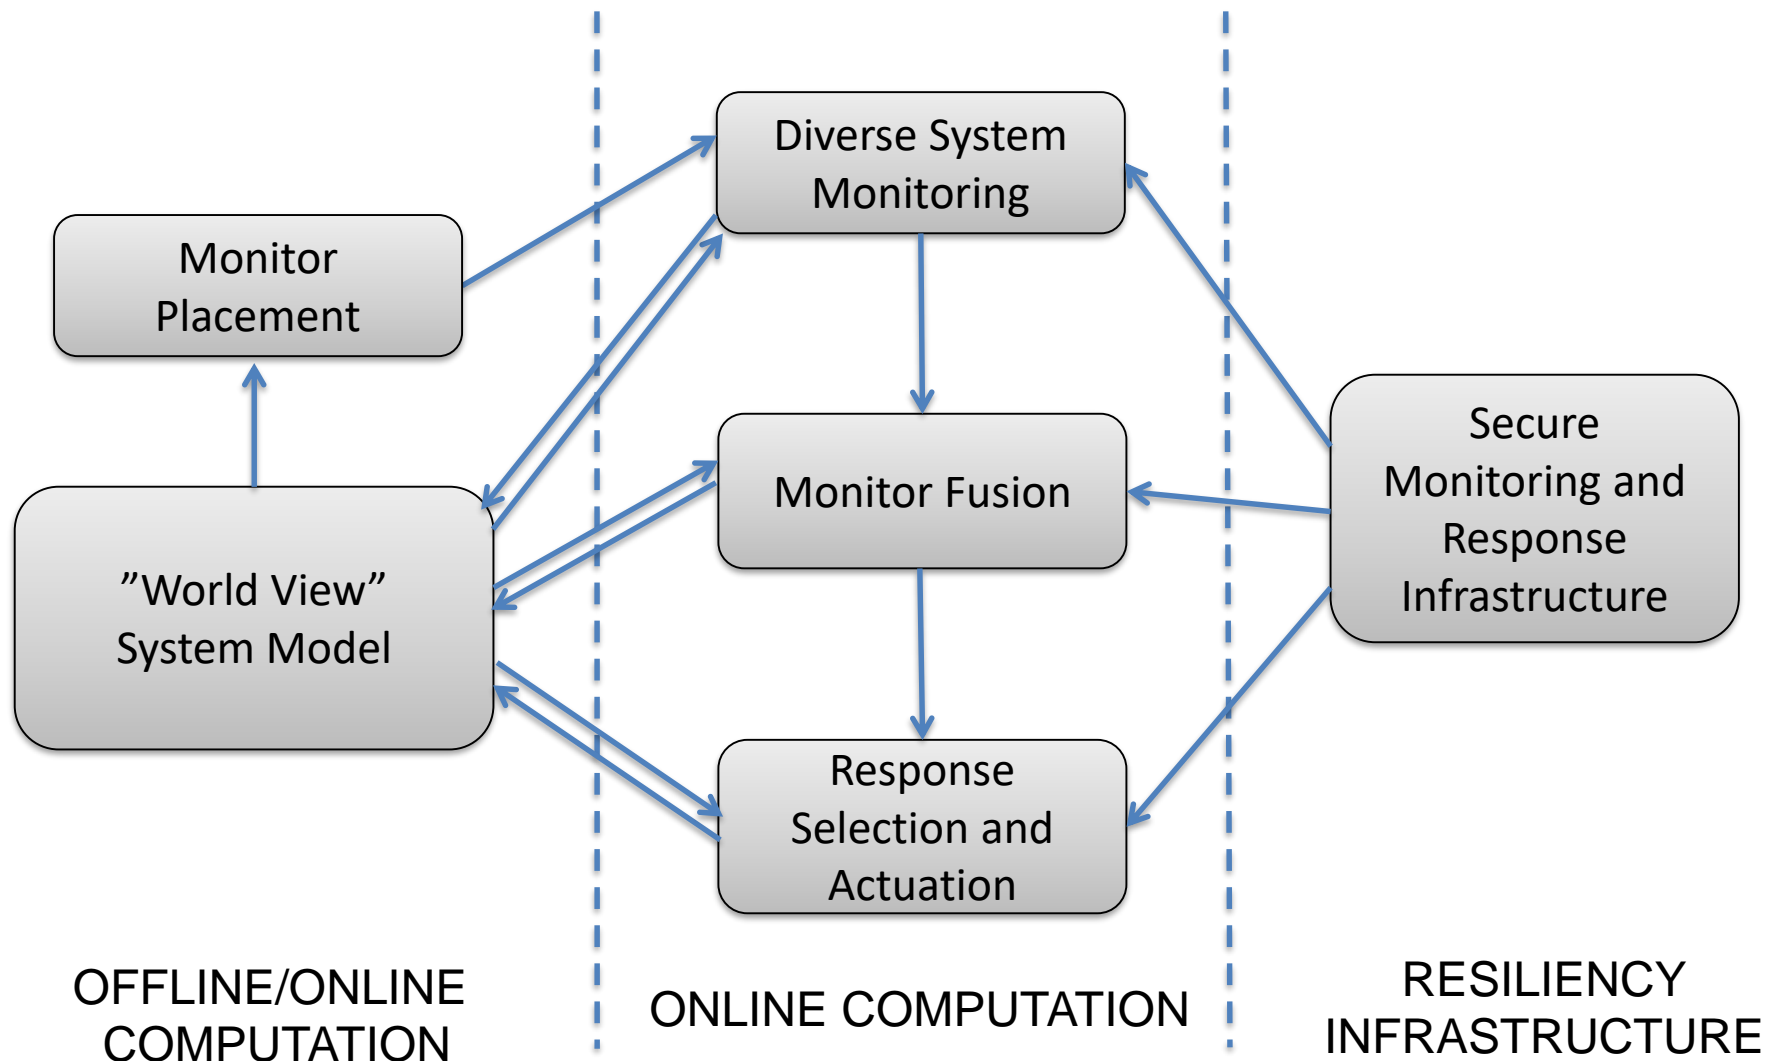 Diverse System
Monitoring
Monitor
Placement
Secure
Monitoring and
Response
Infrastructure
Monitor Fusion
”World View”
System Model
Response
Selection and
Actuation
OFFLINE/ONLINE
COMPUTATION
ONLINE COMPUTATION
RESILIENCY
INFRASTRUCTURE